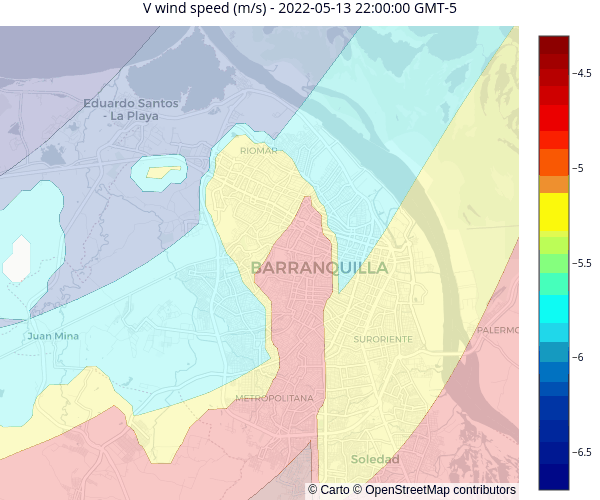 V wind speed (m/s) - 2022-05-13 22:00:00 GMT-5
Eduardo Santos
- La Playa
RIOMAR
BARRANQUILLA
Juan Mina
SURORIENTE
PALERMO
METROPOLITANA
Soledad
© Carto © OpenStreetMap contributors
−4.5
−5
−5.5
−6
−6.5